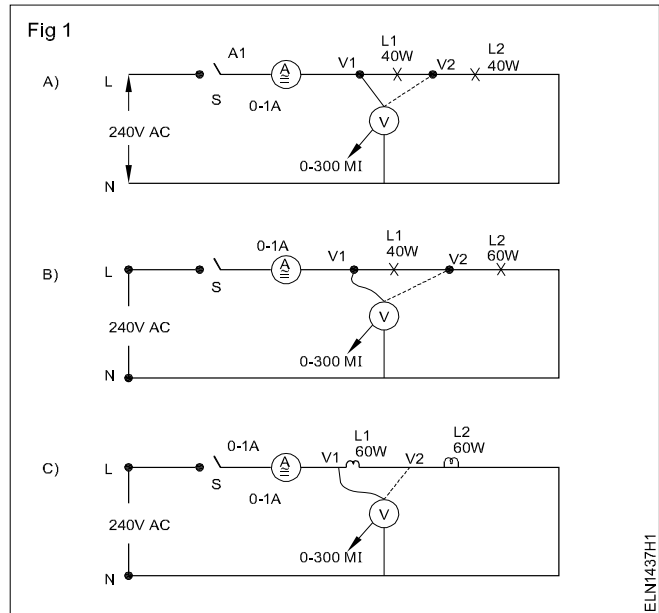 Fig 1
A)
L
A1
S
A
0-1A
V1
L1
40W
V2
L2
40W
240V AC
V
0-300 MI
N
B)
L
S
0-1A
A
V1
L1
40W
V2
L2
60W
240V AC
V
0-300 MI
N
C)
L
0-1A
S
A
0-1A
V1
L1
60W
V2
L2
60W
240V AC
V
0-300 MI
N
ELN1437H1